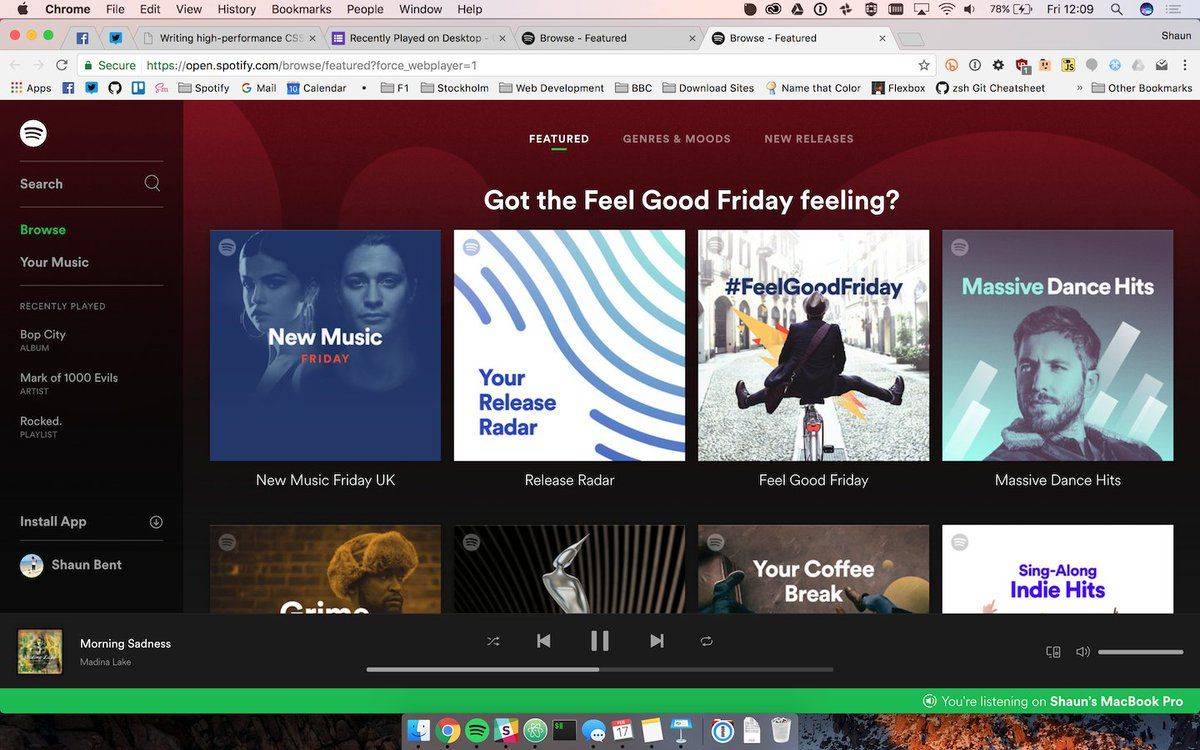 Chrome File Edit View History Bookmarks People Window Help 78% Fri 12:09
Writing high-performance CSS Recently Played on Desktop - Browse - Featured Browse - Featured Shaun
Secure https://open.spotify.com/browse/featured?force_webplayer=1
Apps Spotify Mail Calendar F1 Stockholm Web Development BBC Download Sites Name that Color Flexbox zsh Git Cheatsheet » Other Bookmarks
FEATURED GENRES & MOODS NEW RELEASES
Search
Browse
Your Music
RECENTLY PLAYED
Bop City
ALBUM
Mark of 1000 Evils
ARTIST
Rocked.
PLAYLIST
Install App
Shaun Bent
Got the Feel Good Friday feeling?
New Music
FRIDAY
Your
Release
Radar
#FeelGoodFriday
Massive Dance Hits
New Music Friday UK Release Radar Feel Good Friday Massive Dance Hits
Grime
Your Coffee
Break
Sing-Along
Indie Hits
Morning Sadness
Madina Lake
You're listening on Shaun's MacBook Pro
17